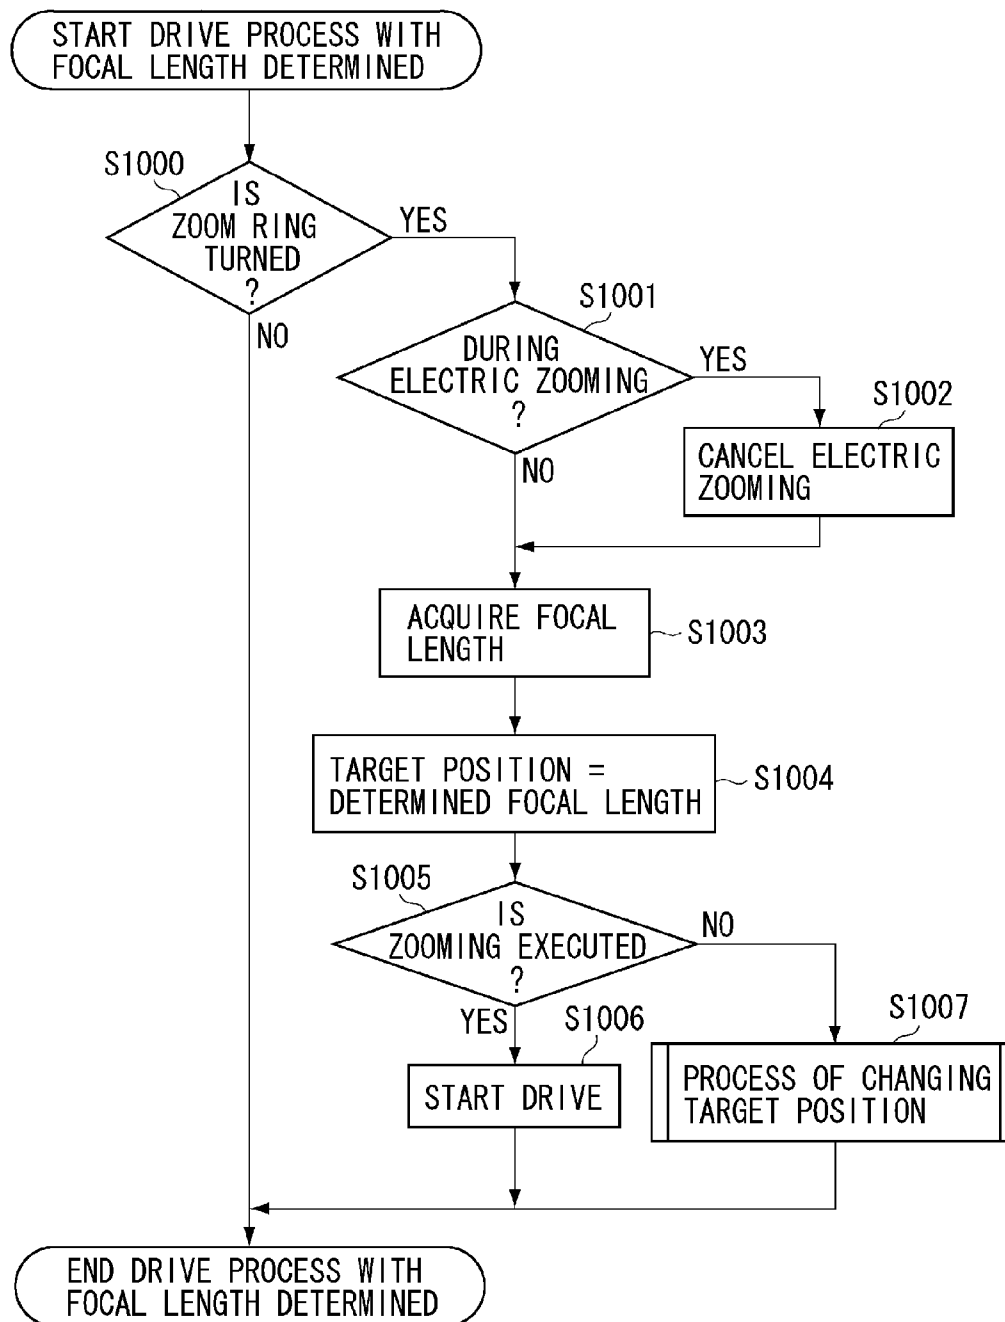 START DRIVE PROCESS WITH
FOCAL LENGTH DETERMINED
S1000
IS
ZOOM RING
TURNED
?
YES
NO
S1001
DURING
ELECTRIC ZOOMING
?
YES
NO
S1002
CANCEL ELECTRIC
ZOOMING
ACQUIRE FOCAL
LENGTH
S1003
TARGET POSITION =
DETERMINED FOCAL LENGTH
S1004
S1005
IS
ZOOMING EXECUTED
?
NO
YES
S1006
START DRIVE
S1007
PROCESS OF CHANGING
TARGET POSITION
END DRIVE PROCESS WITH
FOCAL LENGTH DETERMINED